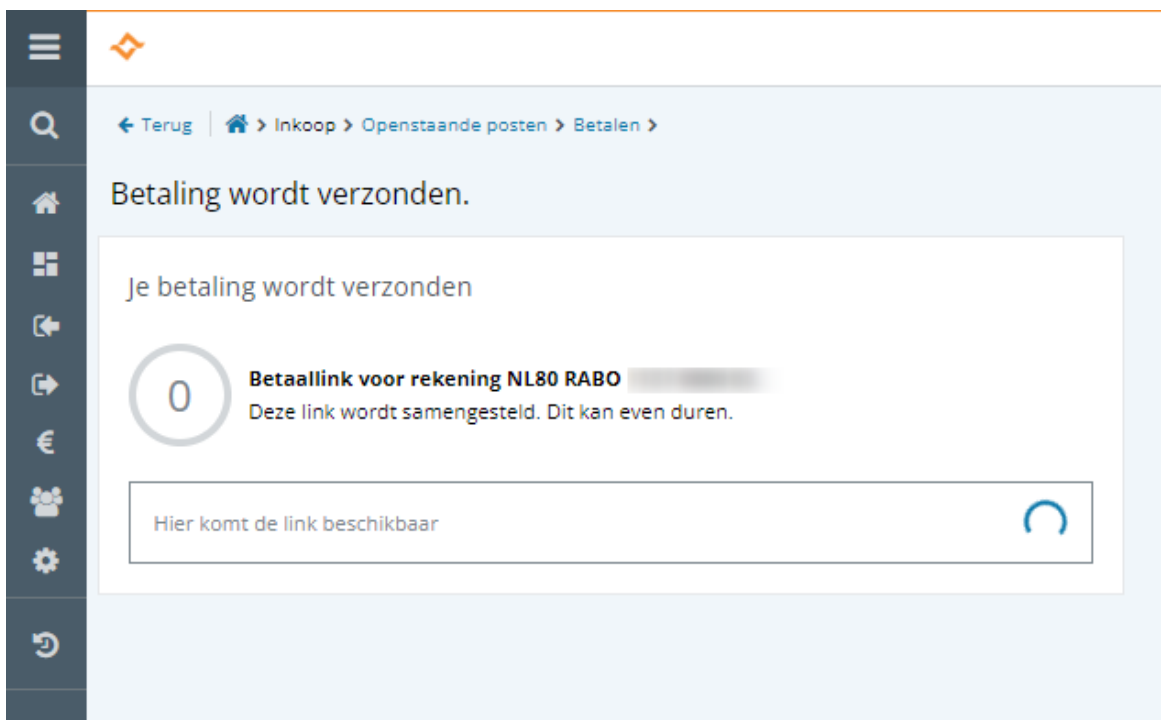 Terug > Inkoop > Openstaande posten > Betalen >
Betaling wordt verzonden.
Je betaling wordt verzonden
0
Betaallink voor rekening NL80 RABO
Deze link wordt samengesteld. Dit kan even duren.
Hier komt de link beschikbaar